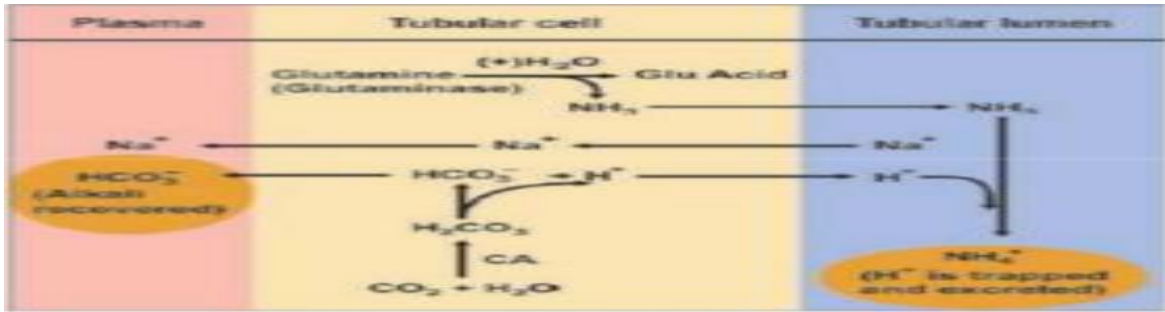 Plasma Tubular cell Tubular lumen
(+)H₂O
Glutamine Glu Acid
(Glutaminase)
NH₃ NH₃
Na⁺ Na⁺ Na⁺
HCO₃⁻ HCO₃⁻ + H⁺ H⁺
(Alkali
recovered)
H₂CO₃
CA
CO₂ + H₂O
NH₄⁺
(H⁺ is trapped
and excreted)